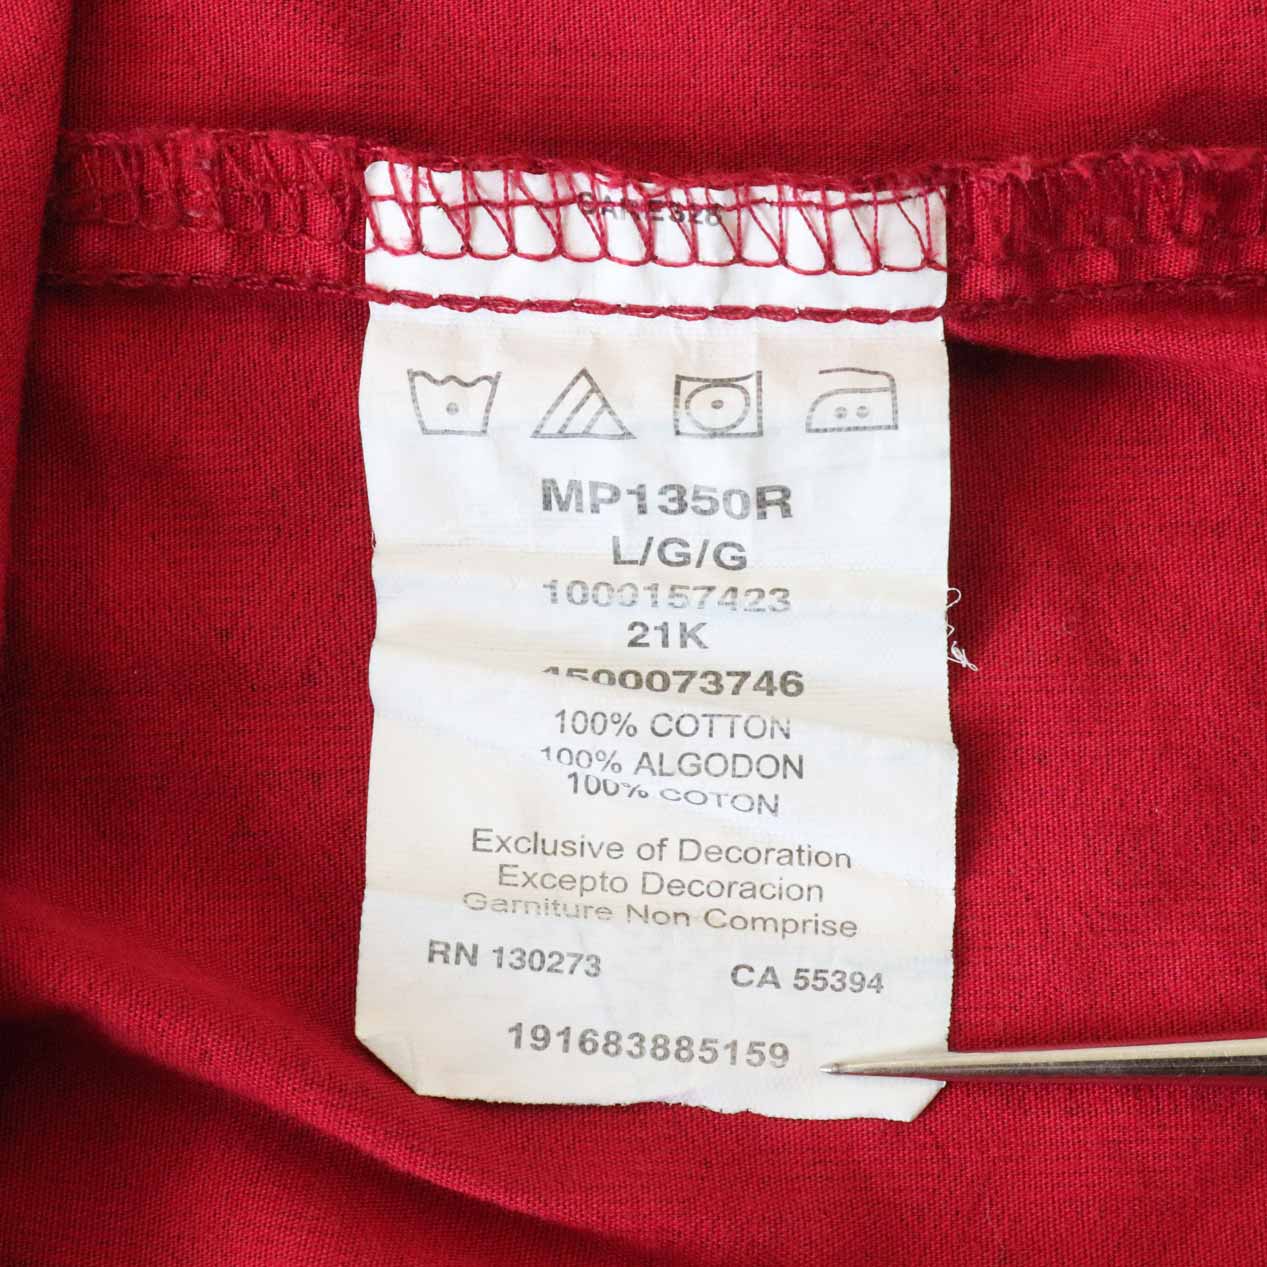 CARE328
MP1350R
L/G/G
1000157423
21K
1500073746
100% COTTON
100% ALGODON
100% COTON
Exclusive of Decoration
Excepto Decoracion
Garniture Non Comprise
RN 130273 CA 55394
191683885159